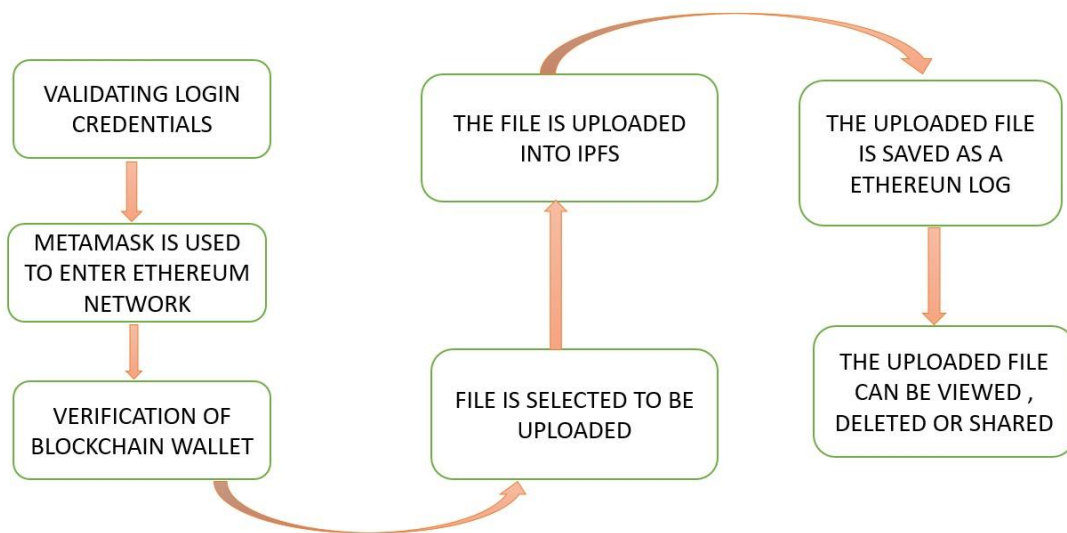 VALIDATING LOGIN
CREDENTIALS
METAMASK IS USED
TO ENTER ETHEREUM
NETWORK
VERIFICATION OF
BLOCKCHAIN WALLET
FILE IS SELECTED TO BE
UPLOADED
THE FILE IS UPLOADED
INTO IPFS
THE UPLOADED FILE
IS SAVED AS A
ETHEREUN LOG
THE UPLOADED FILE
CAN BE VIEWED ,
DELETED OR SHARED